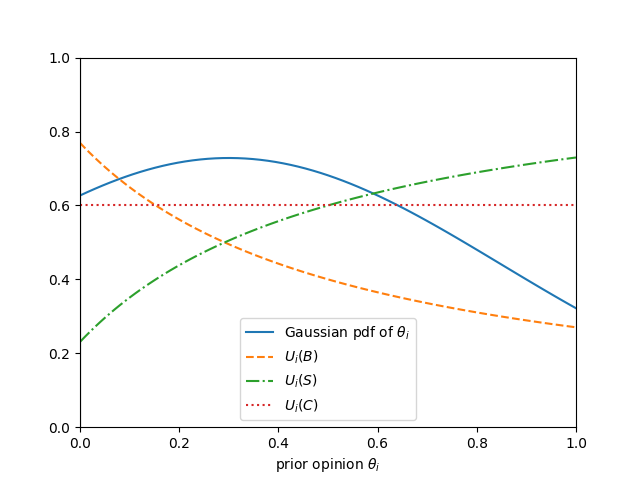 1.0
0.8
0.6
0.4
0.2
0.0
0.0 0.2 0.4 0.6 0.8 1.0
prior opinion θ_i
Gaussian pdf of θ_i
U_i(B)
U_i(S)
U_i(C)